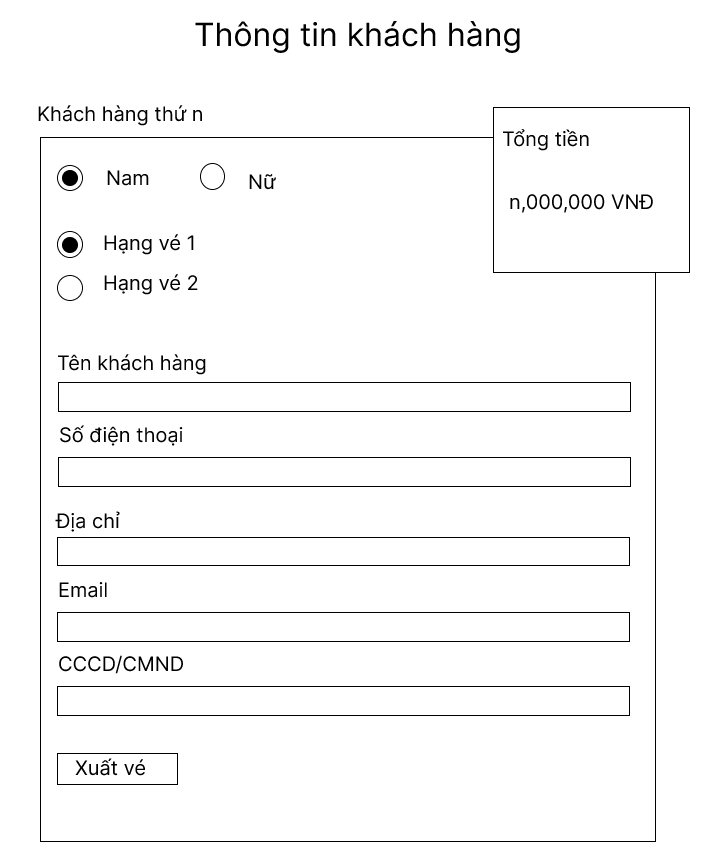 Thông tin khách hàng
Khách hàng thứ n
Tổng tiền
n,000,000 VNĐ
Nam
Nữ
Hạng vé 1
Hạng vé 2
Tên khách hàng
Số điện thoại
Địa chỉ
Email
CCCD/CMND
Xuất vé